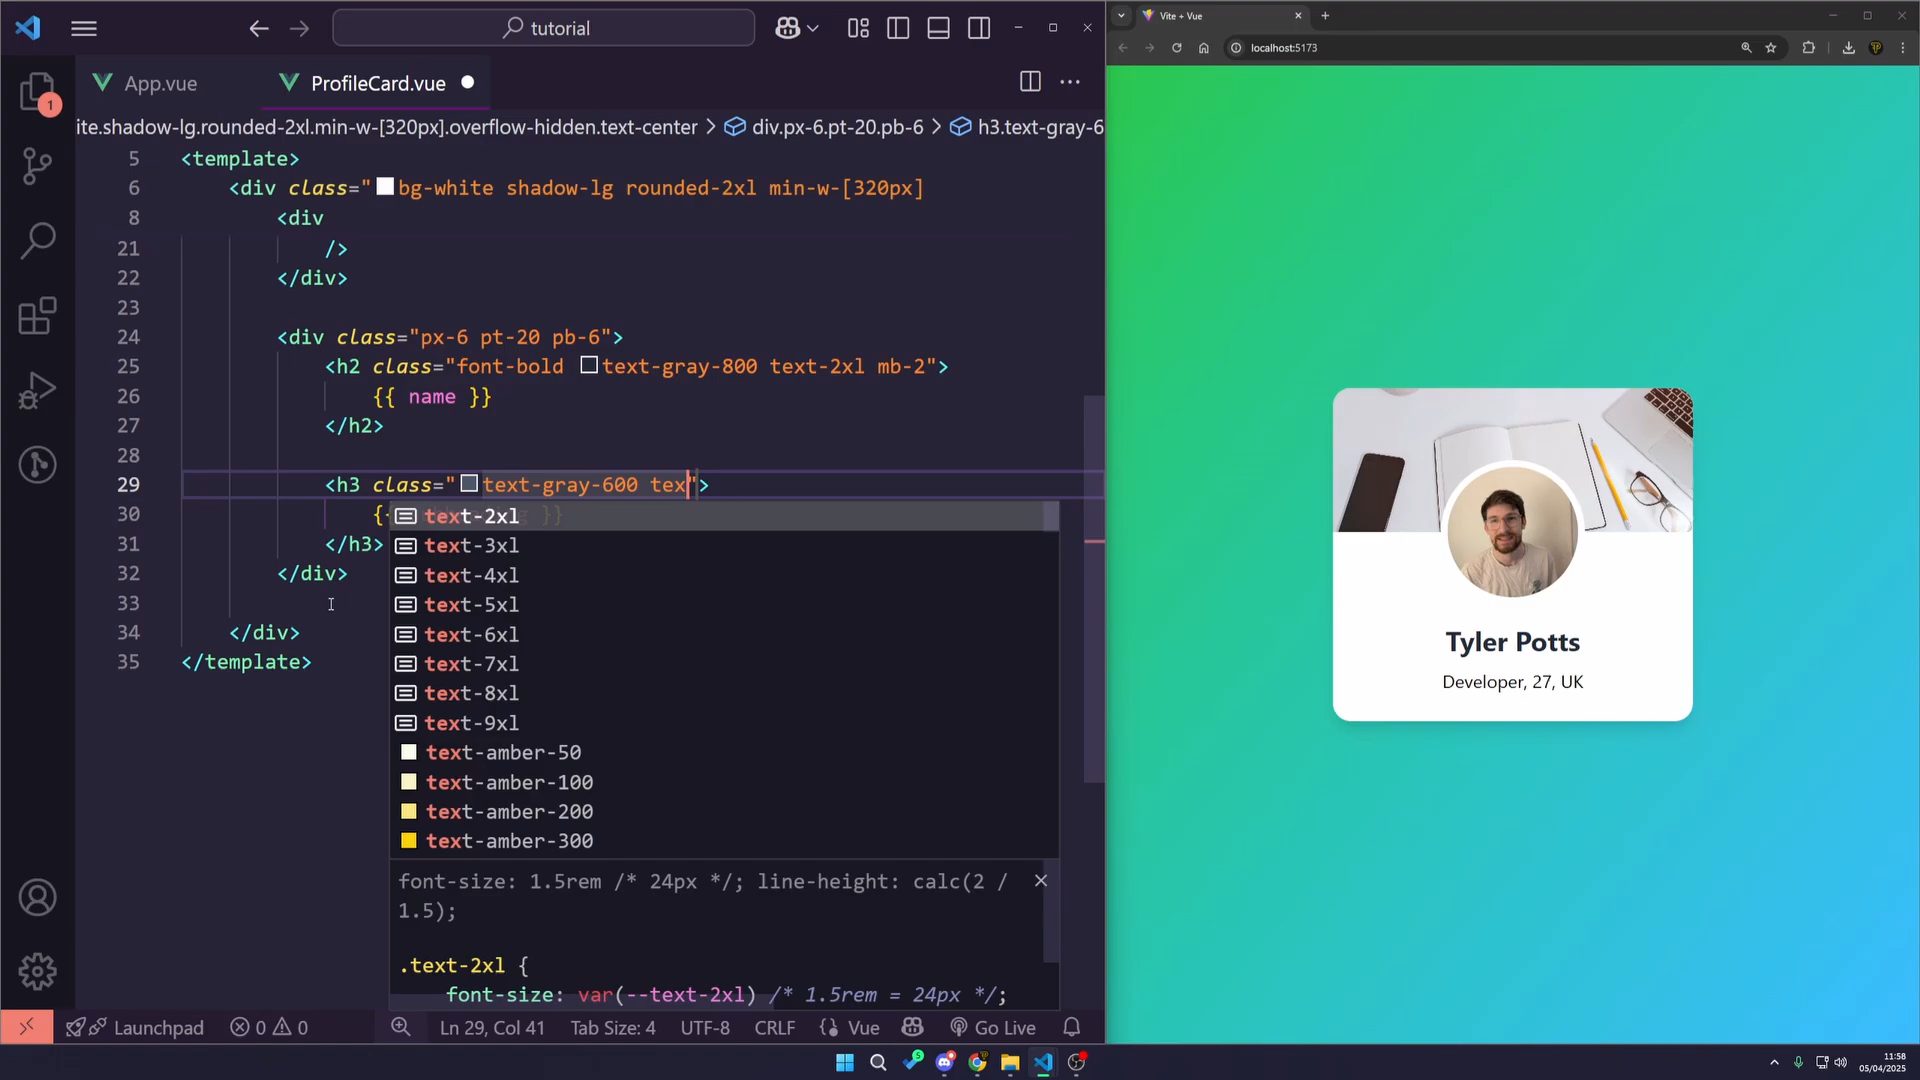 tutorial
App.vue
ProfileCard.vue
ite.shadow-lg.rounded-2xl.min-w-[320px].overflow-hidden.text-center > div.px-6.pt-20.pb-6 > h3.text-gray-6
5 <template>
6 <div class="bg-white shadow-lg rounded-2xl min-w-[320px]
8 <div
21 />
22 </div>
23
24 <div class="px-6 pt-20 pb-6">
25 <h2 class="font-bold text-gray-800 text-2xl mb-2">
26 {{ name }}
27 </h2>
28
29 <h3 class="text-gray-600 tex">
30 {
}}
31 </h3>
32 </div>
33
34 </div>
35 </template>
text-2xl
text-3xl
text-4xl
text-5xl
text-6xl
text-7xl
text-8xl
text-9xl
text-amber-50
text-amber-100
text-amber-200
text-amber-300
font-size: 1.5rem /* 24px */; line-height: calc(2 /
1.5);
.text-2xl {
font-size: var(--text-2xl) /* 1.5rem = 24px */;
1
Launchpad
0 0
Ln 29, Col 41
Tab Size: 4
UTF-8
CRLF
Vue
Go Live
Vite + Vue
localhost:5173
Tyler Potts
Developer, 27, UK
5
11:58
05/04/2025